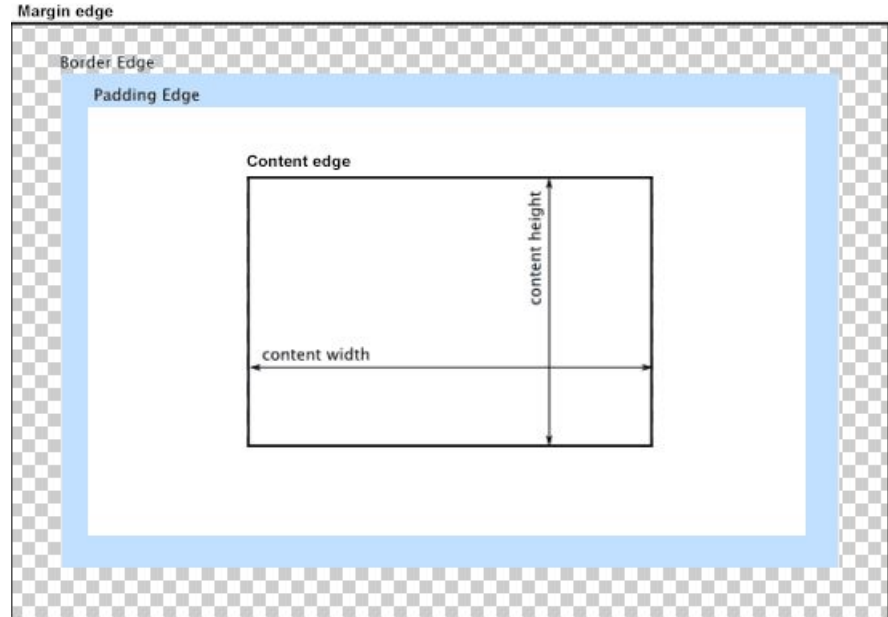 Margin edge
Border Edge
Padding Edge
Content edge
content height
content width